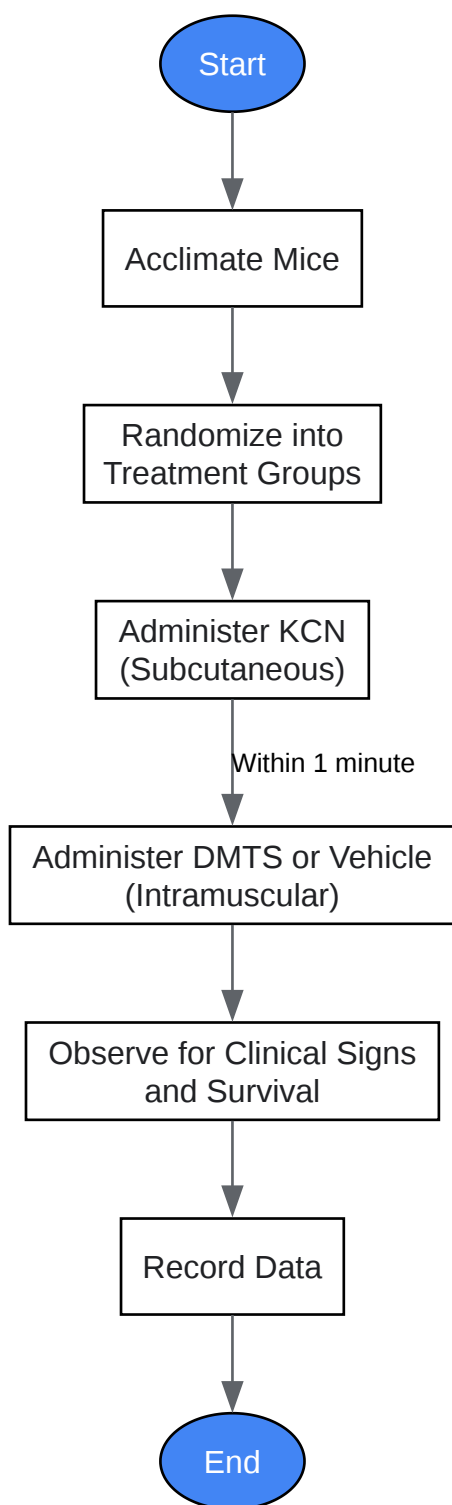 Start
Acclimate Mice
Randomize into
Treatment Groups
Administer KCN
(Subcutaneous)
Within 1 minute
Administer DMTS or Vehicle
(Intramuscular)
Observe for Clinical Signs
and Survival
Record Data
End